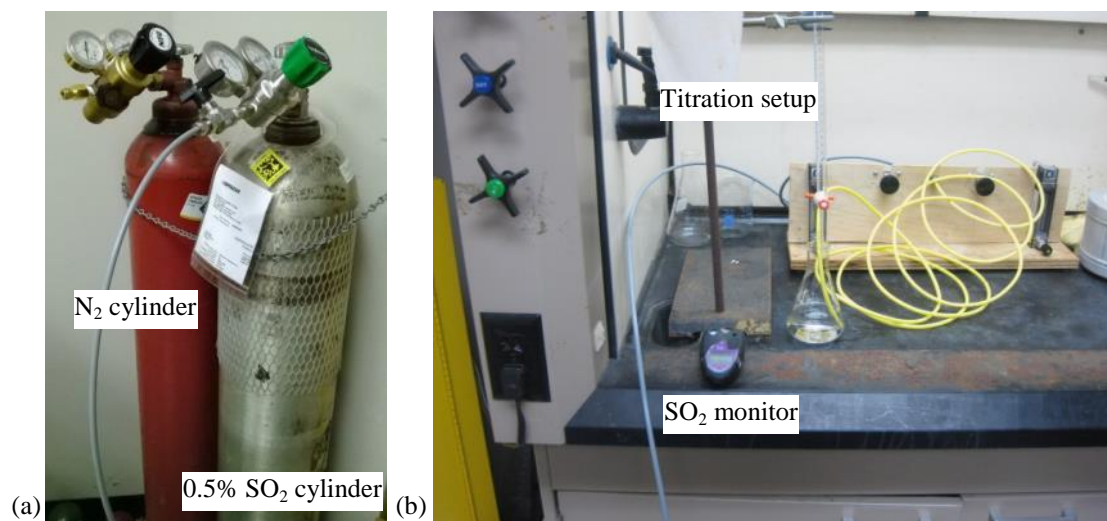 Titration setup
N₂ cylinder
SO₂ monitor
0.5% SO₂ cylinder
(a)
(b)